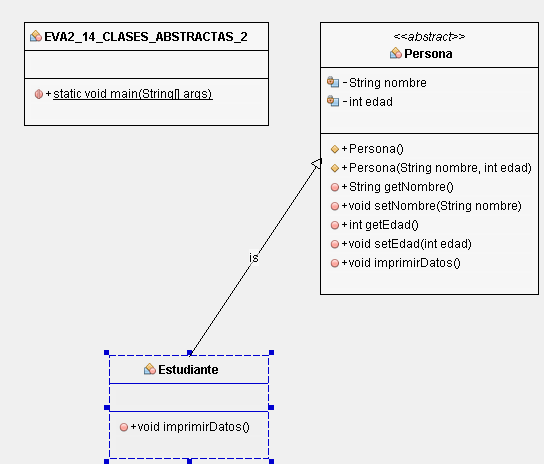 EVA2_14_CLASES_ABSTRACTAS_2
+ static void main(String[] args)
<<abstract>>
Persona
- String nombre
- int edad
+ Persona()
+ Persona(String nombre, int edad)
+ String getNombre()
+ void setNombre(String nombre)
+ int getEdad()
+ void setEdad(int edad)
+ void imprimirDatos()
is
Estudiante
+void imprimirDatos()